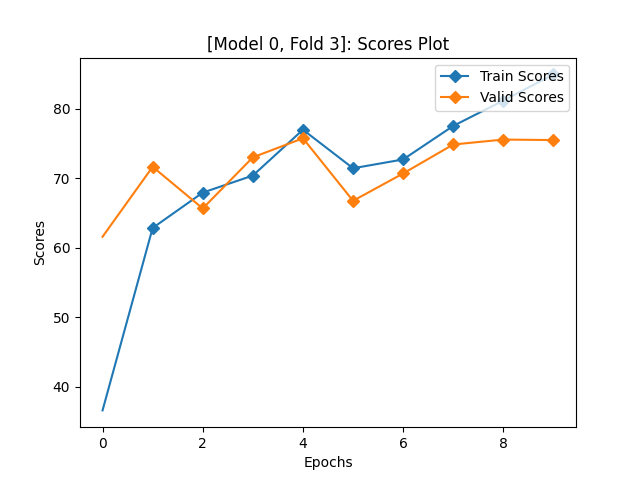 [Model 0, Fold 3]: Scores Plot
Train Scores
Valid Scores
80
70
60
50
40
Scores
0 2 4 6 8
Epochs